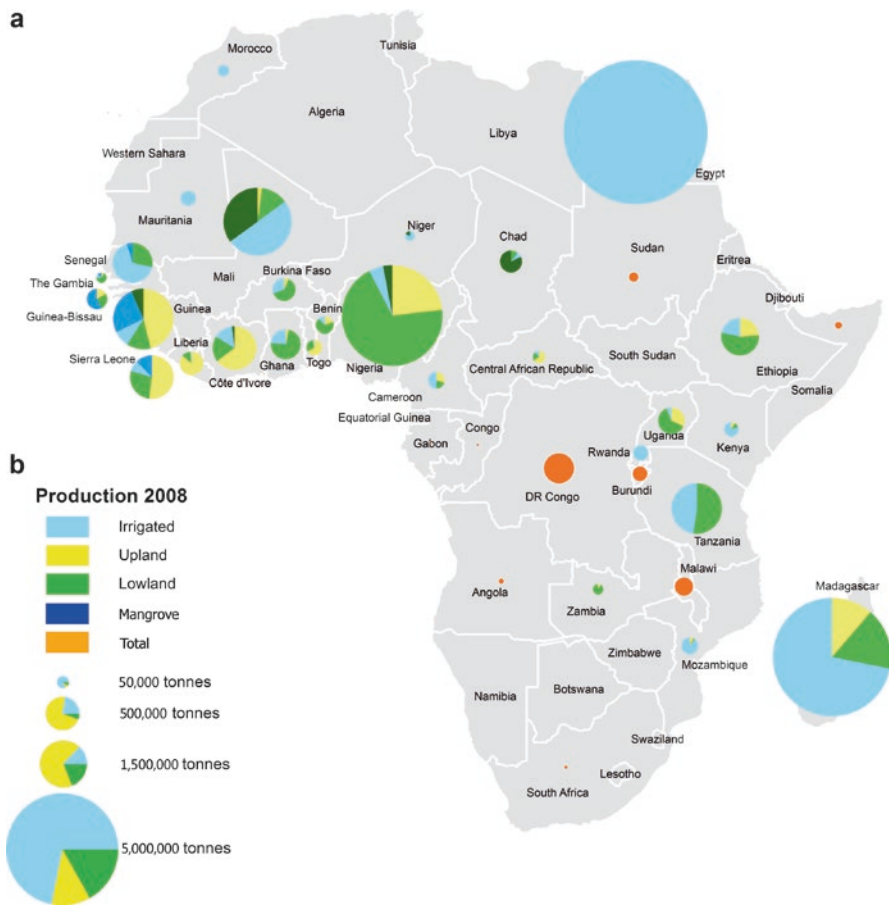 a
Morocco
Tunisia
Algeria
Libya
Egypt
Western Sahara
Mauritania
Mali
Niger
Chad
Sudan
Eritrea
Djibouti
Senegal
The Gambia
Guinea-Bissau
Guinea
Burkina Faso
Benin
Sierra Leone
Liberia
Côte d'Ivore
Ghana
Togo
Nigeria
Cameroon
Central African Republic
South Sudan
Ethiopia
Somalia
Equatorial Guinea
Gabon
Congo
DR Congo
Uganda
Kenya
Rwanda
Burundi
Tanzania
Malawi
Angola
Zambia
Madagascar
Zimbabwe
Mozambique
Namibia
Botswana
Swaziland
Lesotho
South Africa
b
Production 2008
Irrigated
Upland
Lowland
Mangrove
Total
50,000 tonnes
500,000 tonnes
1,500,000 tonnes
5,000,000 tonnes